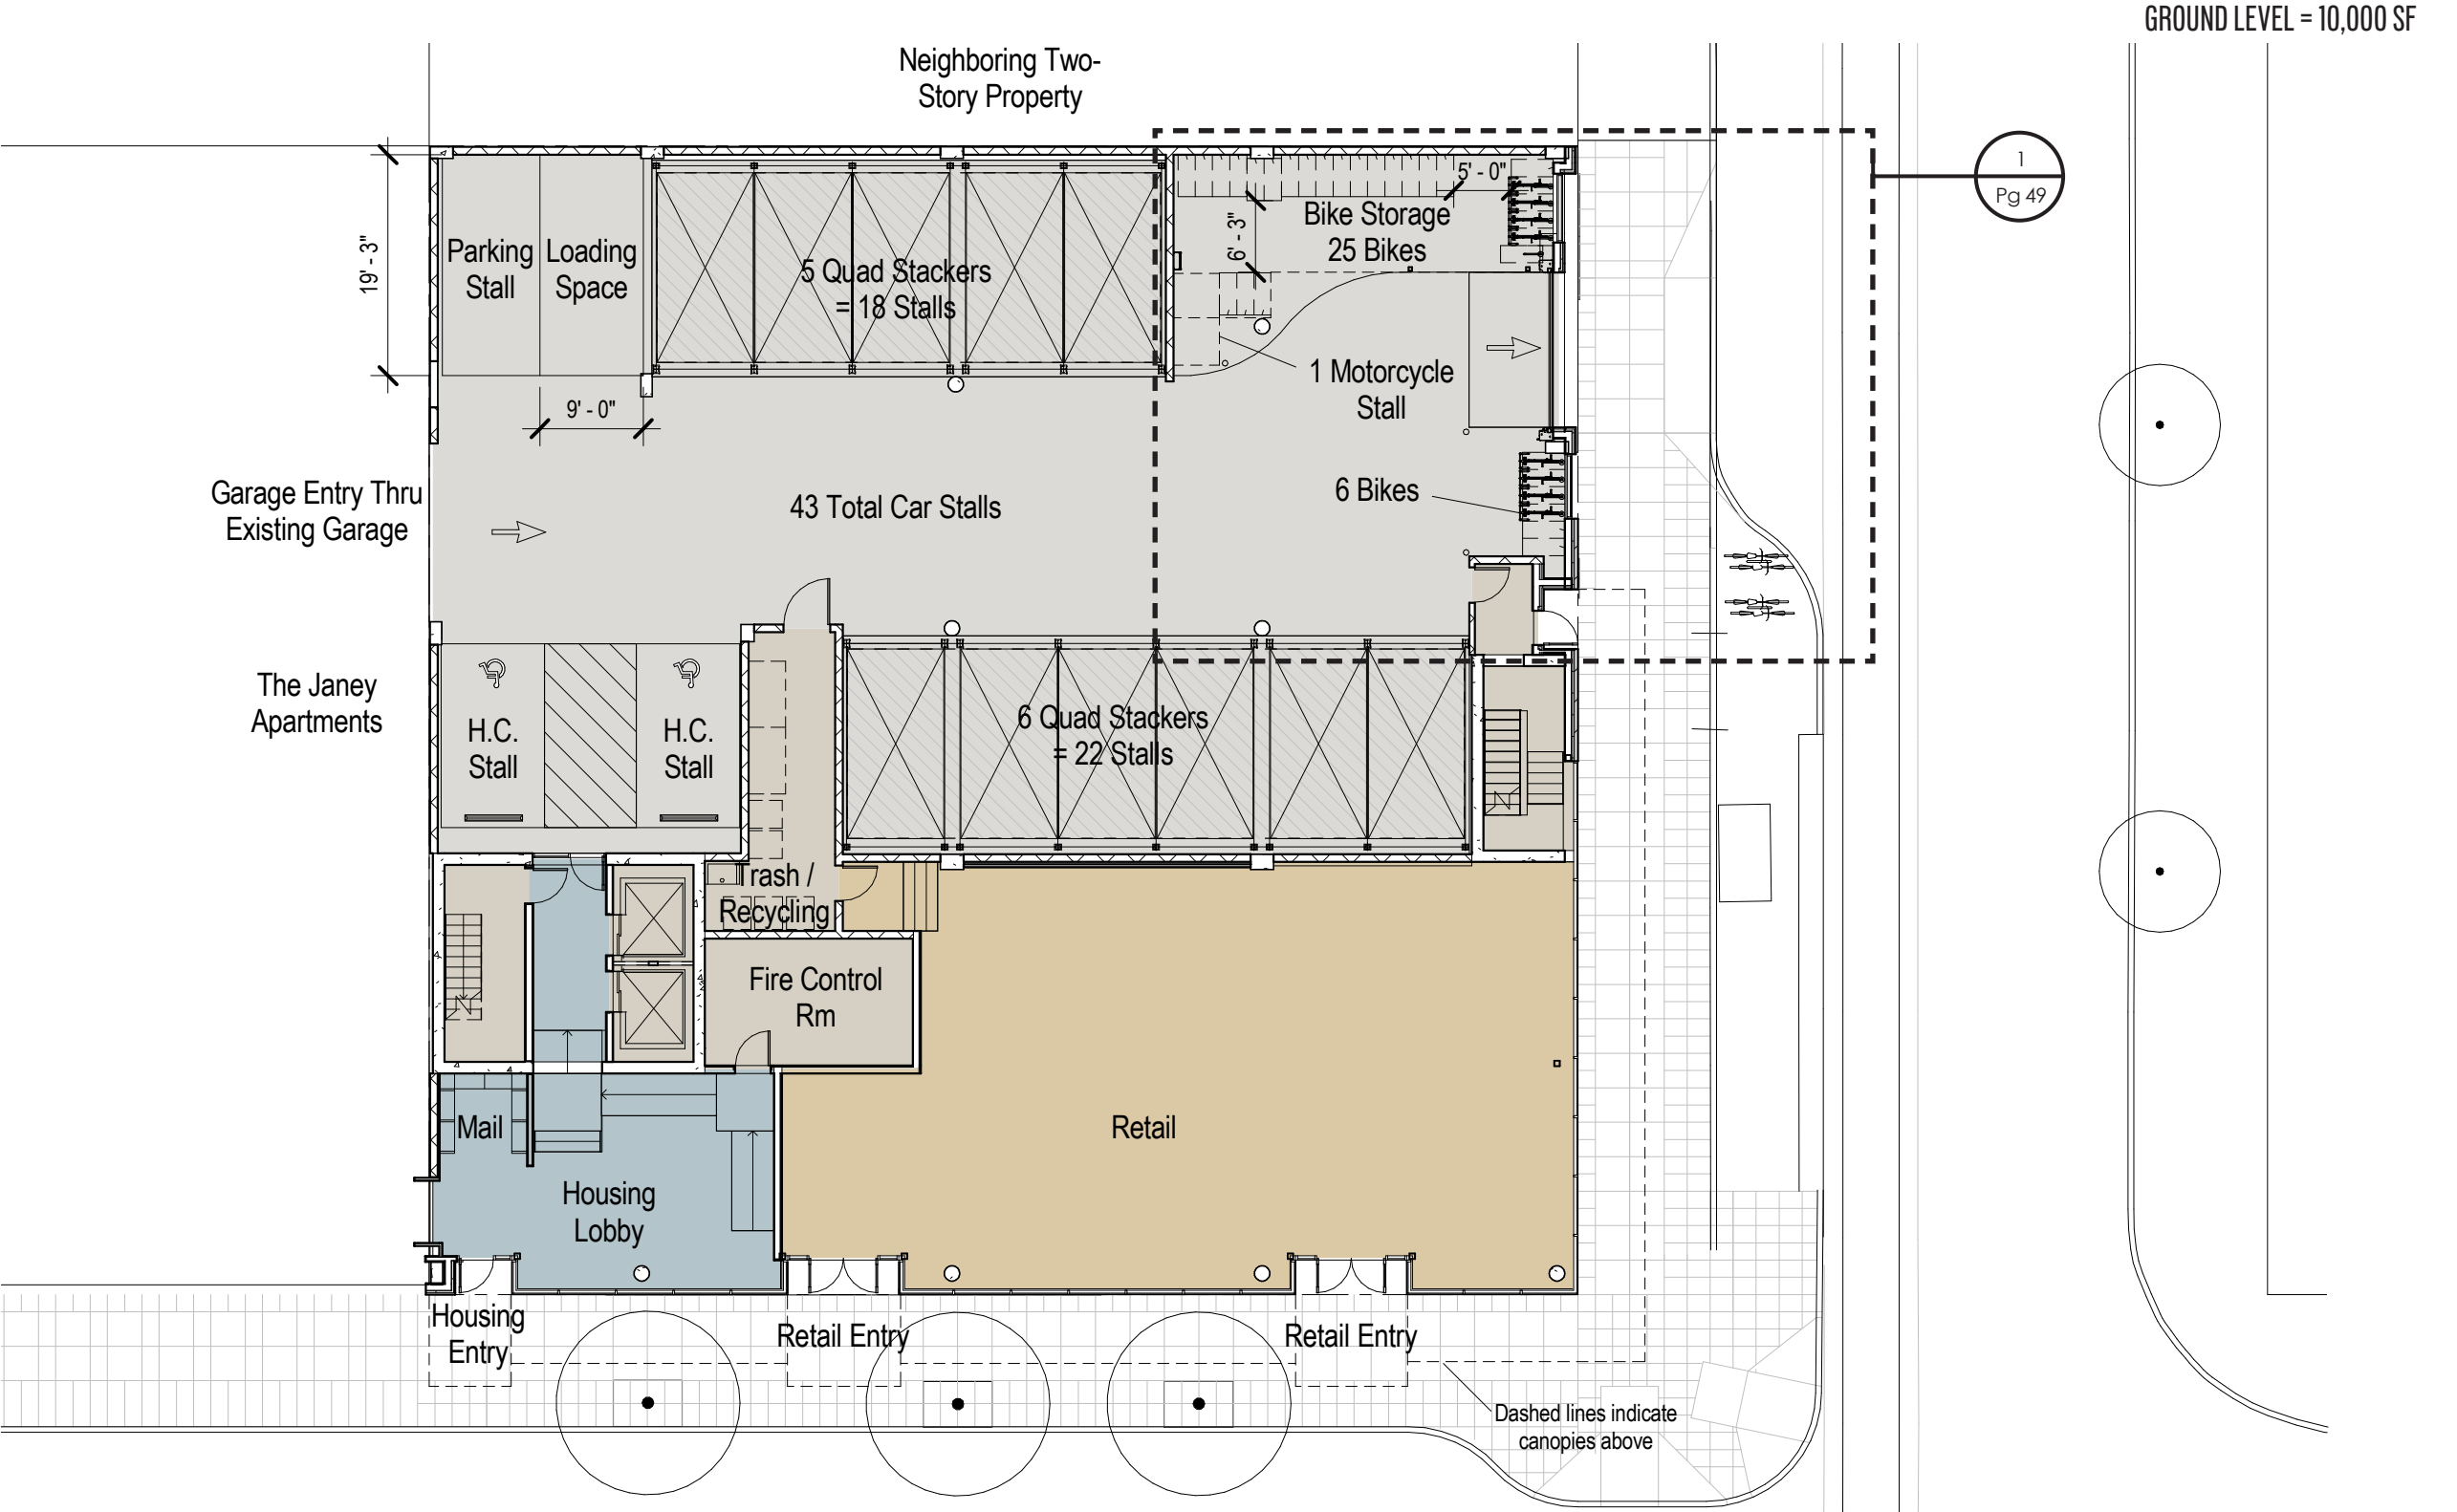 GROUND LEVEL = 10,000 SF
Neighboring Two-
Story Property
1
Pg 49
19' - 3"
Parking
Stall
Loading
Space
5 Quad Stackers
= 18 Stalls
5' - 0"
6' - 3"
Bike Storage
25 Bikes
1 Motorcycle
Stall
9' - 0"
Garage Entry Thru
Existing Garage
43 Total Car Stalls
6 Bikes
The Janey
Apartments
H.C.
Stall
H.C.
Stall
6 Quad Stackers
= 22 Stalls
Trash /
Recycling
Fire Control
Rm
Mail
Retail
Housing
Lobby
Housing
Entry
Retail Entry
Retail Entry
Dashed lines indicate
canopies above